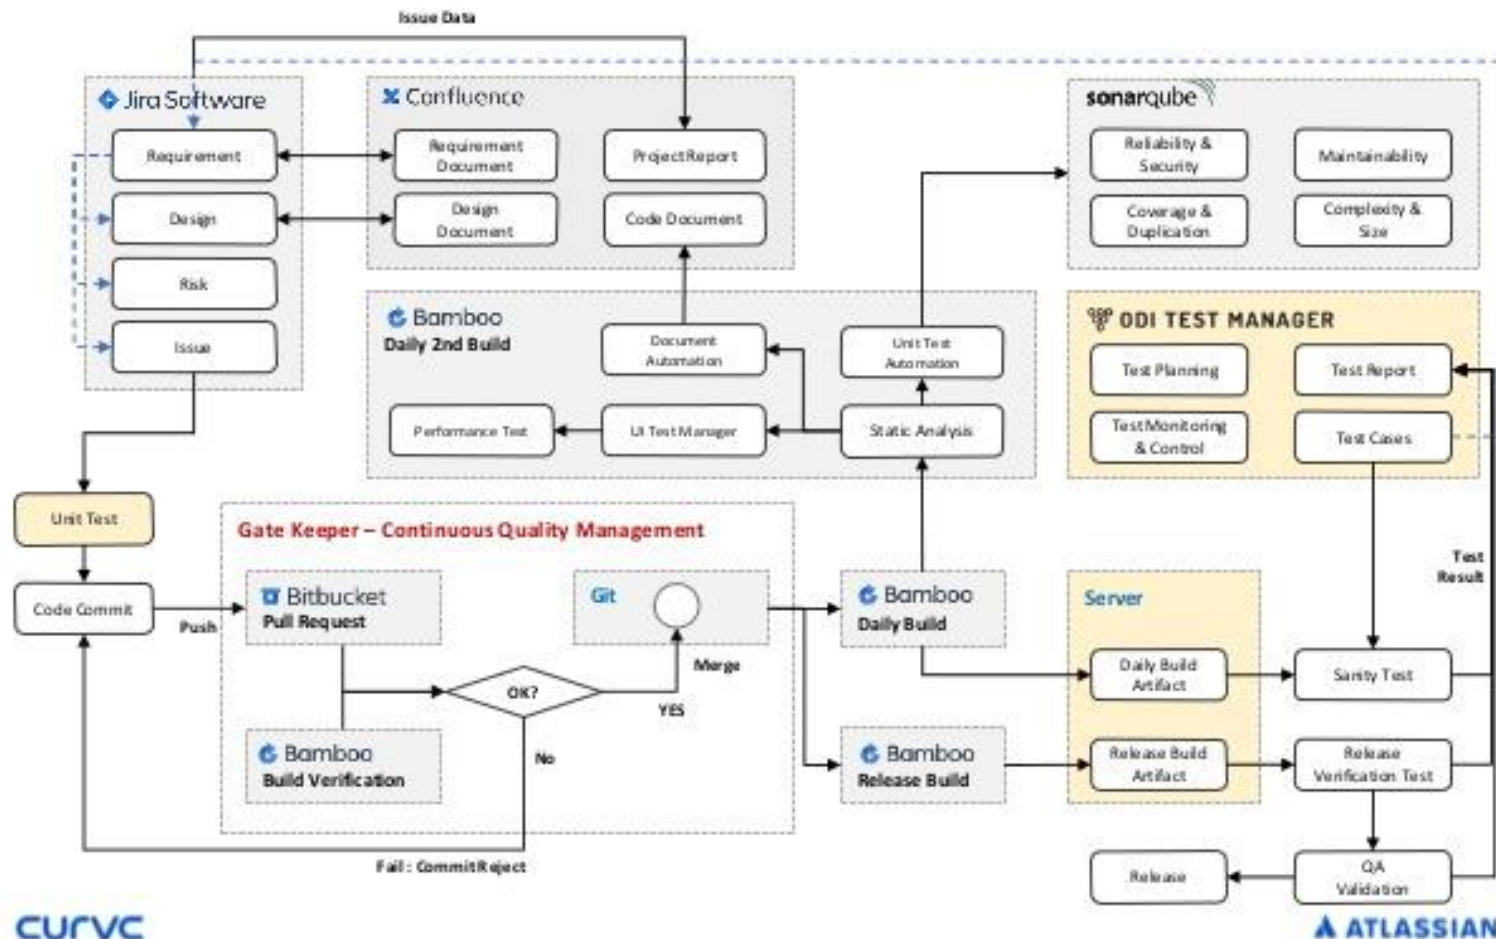 Issue Data
Jira Software
Requirement
Design
Risk
Issue
Confluence
Requirement
Document
Project Report
Design
Document
Code Document
sonarqube
Reliability &
Security
Maintainability
Coverage &
Duplication
Complexity &
Size
Bamboo
Daily 2nd Build
Document
Automation
Unit Test
Automation
Performance Test
UI Test Manager
Static Analysis
ODI TEST MANAGER
Test Planning
Test Report
Test Monitoring
& Control
Test Cases
Unit Test
Code Commit
Push
Gate Keeper – Continuous Quality Management
Bitbucket
Pull Request
Git
Merge
OK?
YES
No
Bamboo
Build Verification
Fail : Commit Reject
Bamboo
Daily Build
Bamboo
Release Build
Server
Daily Build
Artifact
Release Build
Artifact
Test
Result
Sanity Test
Release
Verification Test
Release
QA
Validation
CURVC
ATLASSIAN